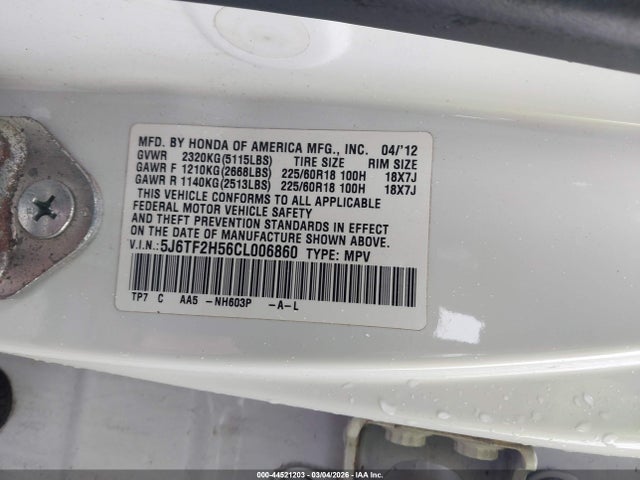 MFD. BY HONDA OF AMERICA MFG., INC. 04/'12
GVWR 2320KG(5115LBS) TIRE SIZE RIM SIZE
GAWR F 1210KG(2668LBS) 225/60R18 100H 18X7J
GAWR R 1140KG(2513LBS) 225/60R18 100H 18X7J
THIS VEHICLE CONFORMS TO ALL APPLICABLE
FEDERAL MOTOR VEHICLE SAFETY
AND THEFT PREVENTION STANDARDS IN EFFECT
ON THE DATE OF MANUFACTURE SHOWN ABOVE.
V.I.N.: 5J6TF2H56CL006860 TYPE: MPV
TP7 C AA5 -NH603P -A-L
000-44521203 - 03/04/2026 - IAAI.com